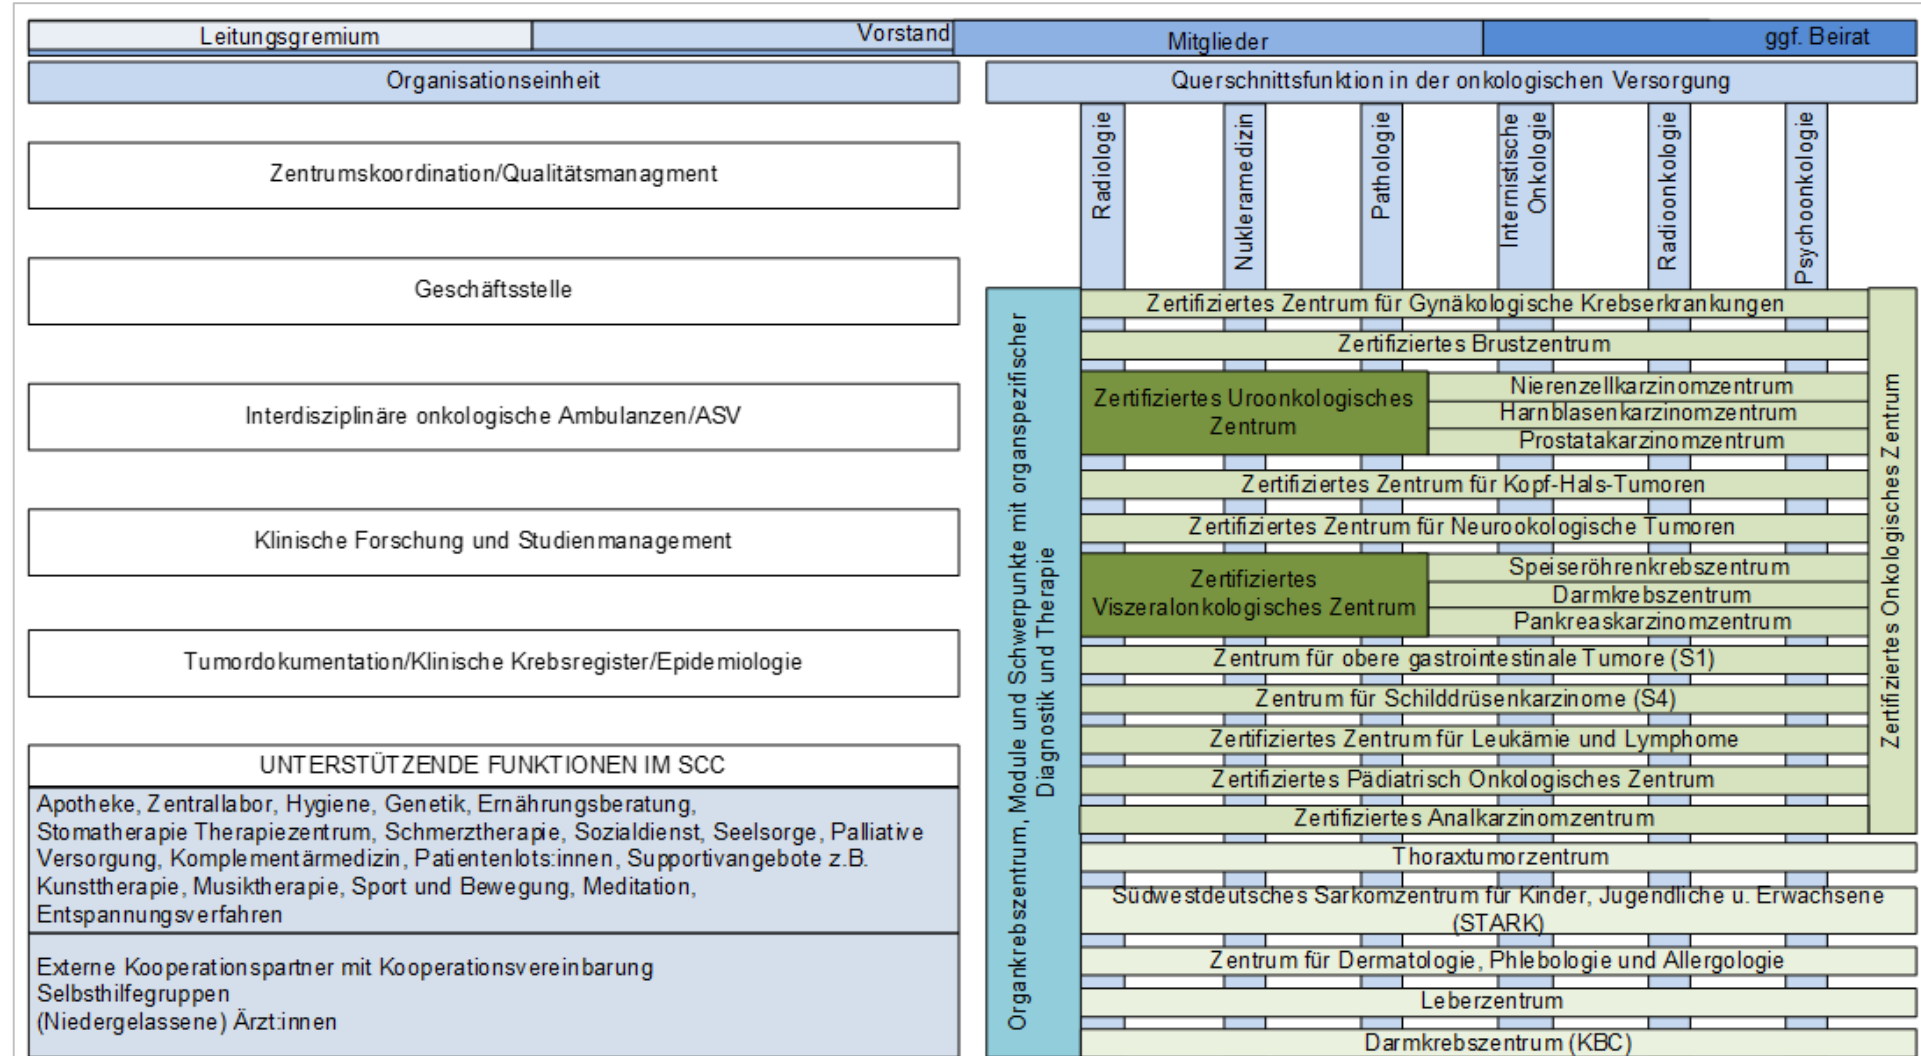 Leitungsgremium
Vorstand
Mitglieder
ggf. Beirat
Organisationseinheit
Zentrumskoordination/Qualitätsmanagment
Geschäftsstelle
Interdisziplinäre onkologische Ambulanzen/ASV
Klinische Forschung und Studienmanagement
Tumordokumentation/Klinische Krebsregister/Epidemiologie
UNTERSTÜTZENDE FUNKTIONEN IM SCC
Apotheke, Zentrallabor, Hygiene, Genetik, Ernährungsberatung,
Stomatherapie Therapiezentrum, Schmerztherapie, Sozialdienst, Seelsorge, Palliative
Versorgung, Komplementärmedizin, Patientenlots:innen, Supportivangebote z.B.
Kunsttherapie, Musiktherapie, Sport und Bewegung, Meditation,
Entspannungsverfahren
Externe Kooperationspartner mit Kooperationsvereinbarung
Selbsthilfegruppen
(Niedergelassene) Ärzt:innen
Querschnittsfunktion in der onkologischen Versorgung
Radiologie
Nukleramedizin
Pathologie
Internistische
Onkologie
Radioonkologie
Psychoonkologie
Organkrebszentrum, Module und Schwerpunkte mit organspezifischer
Diagnostik und Therapie
Zertifiziertes Zentrum für Gynäkologische Krebserkrankungen
Zertifiziertes Brustzentrum
Zertifiziertes Uroonkologisches
Zentrum
Nierenzellkarzinomzentrum
Harnblasenkarzinomzentrum
Prostatakarzinomzentrum
Zertifiziertes Zentrum für Kopf-Hals-Tumoren
Zertifiziertes Zentrum für Neurookologische Tumoren
Zertifiziertes
Viszeralonkologisches Zentrum
Speiseröhrenkrebszentrum
Darmkrebszentrum
Pankreaskarzinomzentrum
Zentrum für obere gastrointestinale Tumore (S1)
Zentrum für Schilddrüsenkarzinome (S4)
Zertifiziertes Zentrum für Leukämie und Lymphome
Zertifiziertes Pädiatrisch Onkologisches Zentrum
Zertifiziertes Analkarzinomzentrum
Zertifiziertes Onkologisches Zentrum
Thoraxtumorzentrum
Südwestdeutsches Sarkomzentrum für Kinder, Jugendliche u. Erwachsene
(STARK)
Zentrum für Dermatologie, Phlebologie und Allergologie
Leberzentrum
Darmkrebszentrum (KBC)